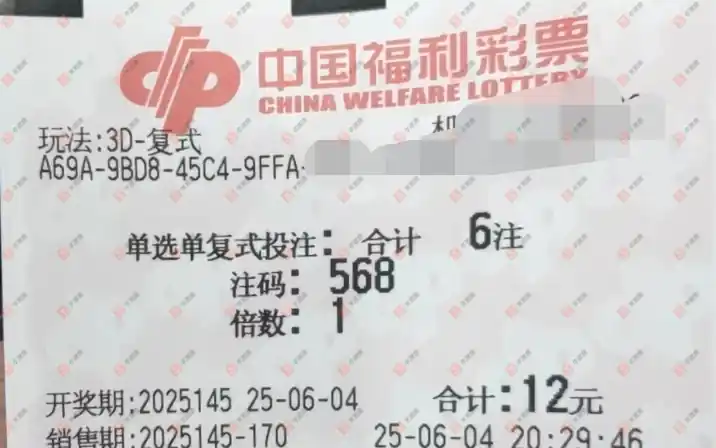 中国福利彩票
CHINA WELFARE LOTTERY
玩法:3D-复式
A69A-9BD8-45C4-9FFA-
单选单复式投注: 合计 6注
注码: 568
倍数: 1
开奖期:2025145 25-06-04 合计:12元
销售期:2025145-170 25-06-04 20:29:46